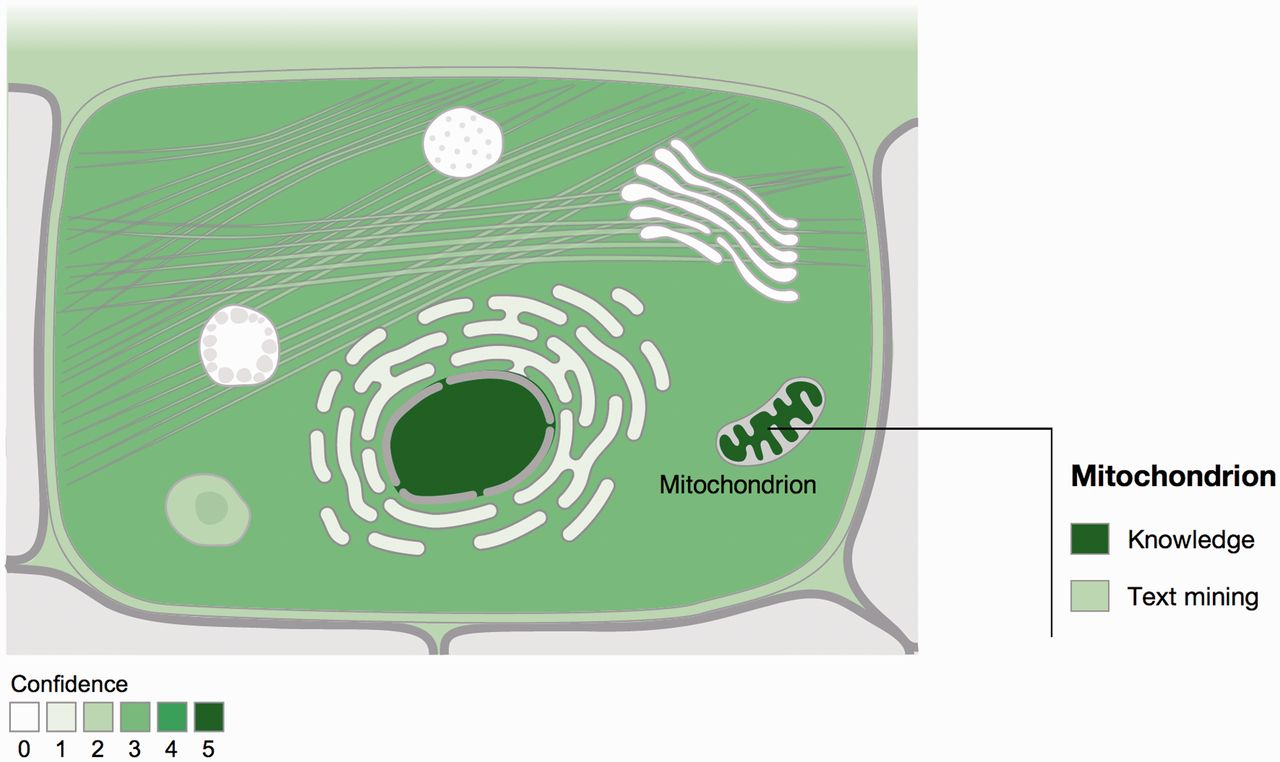 Mitochondrion
Mitochondrion
Knowledge
Text mining
Confidence
0 1 2 3 4 5